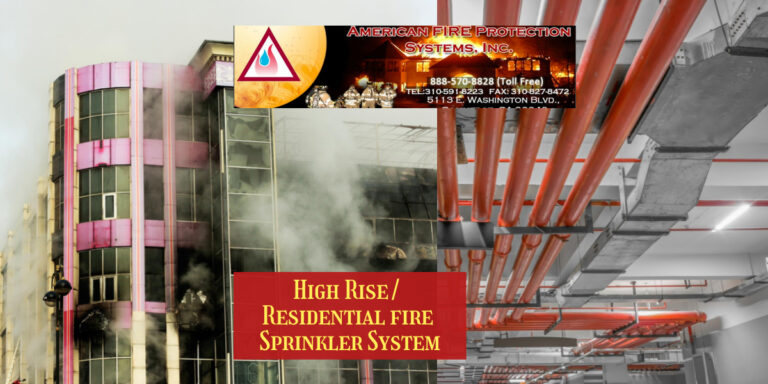 American Fire Protection
Systems, Inc.
888-570-8828 (Toll Free)
TEL:310-591-8223 FAX: 310-827-8472
5113 E. Washington Blvd.,
High Rise /
Residential fire
Sprinkler System